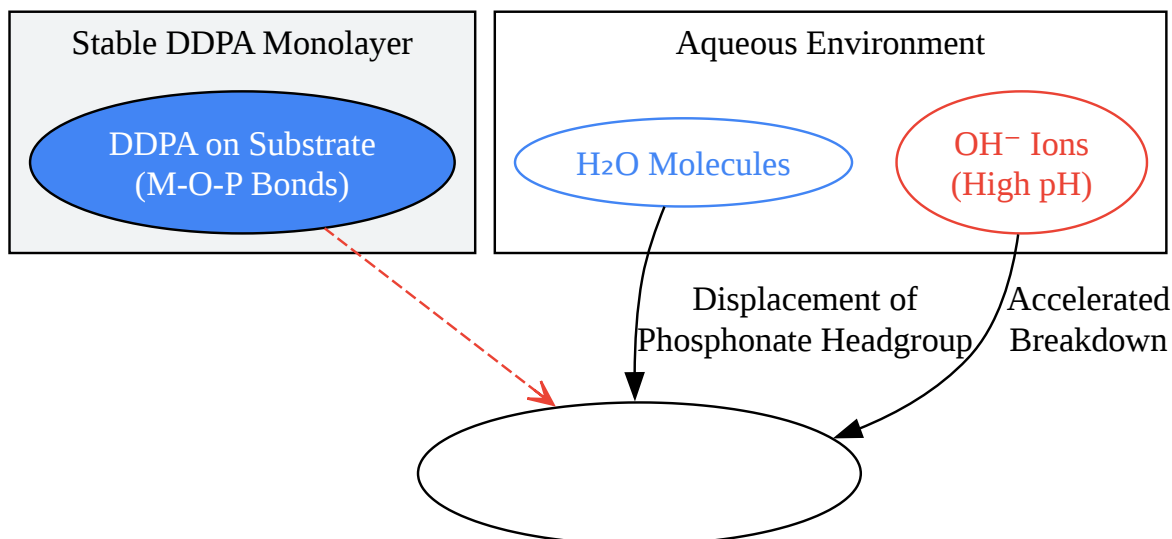 Stable DDPA Monolayer
Aqueous Environment
DDPA on Substrate
(M-O-P Bonds)
H₂O Molecules
OH⁻ Ions
(High pH)
Displacement of
Phosphonate Headgroup
Accelerated
Breakdown